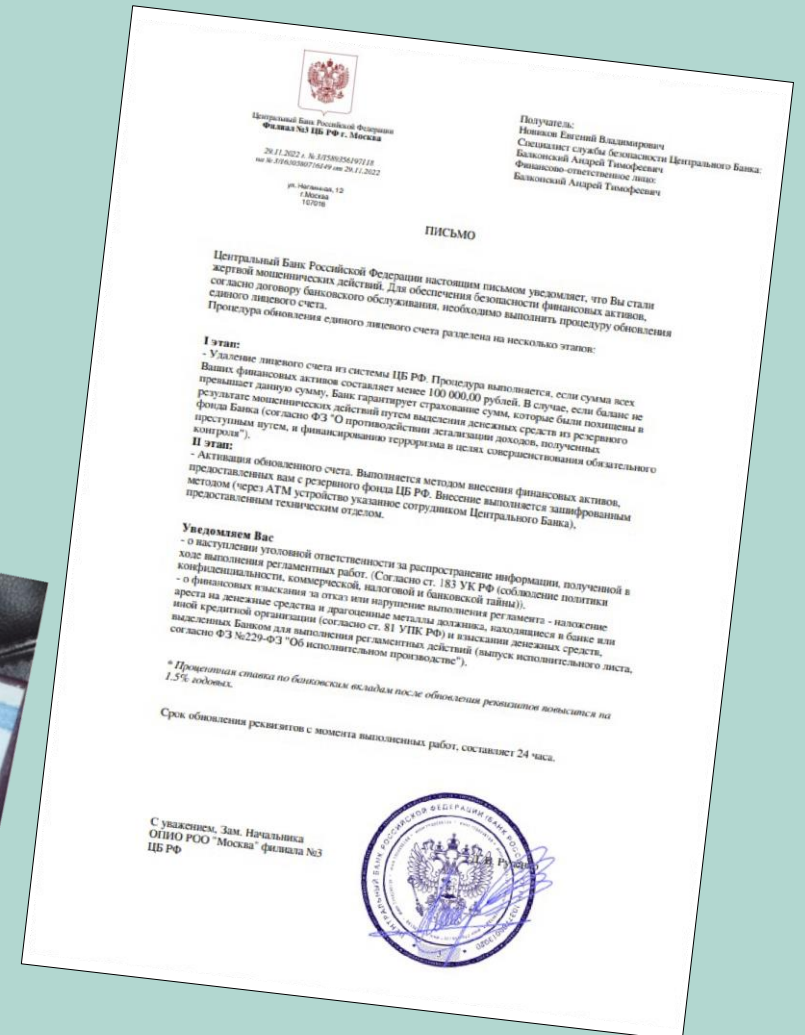 Центральный Банк Российской Федерации
Филиал №3 ЦБ РФ г. Москва
29.11.2022 г. №
от 29.11.2022
ул. Неглинная, 12
г.Москва
107016
Получатель:
Новиков Евгений Владимирович
Специалист службы безопасности Центрального Банка:
Балконский Андрей Тимофеевич
Финансово-ответственное лицо:
Балконский Андрей Тимофеевич
ПИСЬМО
Центральный Банк Российской Федерации настоящим письмом уведомляет, что Вы стали
жертвой мошеннических действий. Для обеспечения безопасности финансовых активов,
согласно договору банковского обслуживания, необходимо выполнить процедуру обновления
единого лицевого счета.
Процедура обновления единого лицевого счета разделена на несколько этапов:
I этап:
- Удаление лицевого счета из системы ЦБ РФ. Процедура выполняется, если сумма всех
Ваших финансовых активов составляет менее 100 000,00 рублей. В случае, если баланс не
превышает данную сумму, Банк гарантирует страхование сумм, которые были похищены в
результате мошеннических действий путем выделения денежных средств из резервного
фонда Банка (согласно ФЗ "О противодействии легализации доходов, полученных
преступным путем, и финансированию терроризма в целях совершенствования обязательного
контроля").
II этап:
- Активация обновленного счета. Выполняется методом внесения финансовых активов,
предоставленных вам с резервного фонда ЦБ РФ. Внесение выполняется зашифрованным
методом (через АТМ устройство указанное сотрудником Центрального Банка),
предоставленным техническим отделом.
Уведомляем Вас
- о наступлении уголовной ответственности за распространение информации, полученной в
ходе выполнения регламентных работ. (Согласно ст. 183 УК РФ (соблюдение политики
конфиденциальности, коммерческой, налоговой и банковской тайны)).
- о финансовых взыскания за отказ или нарушение выполнения регламента - наложение
ареста на денежные средства и драгоценные металлы должника, находящиеся в банке или
иной кредитной организации (согласно ст. 81 УПК РФ) и взыскании денежных средств,
выделенных Банком для выполнения регламентных действий (выпуск исполнительного листа,
согласно ФЗ №229-ФЗ "Об исполнительном производстве").
* Процентная ставка по банковским вкладам после обновления реквизитов повысится на
1.5% годовых.
Срок обновления реквизитов с момента выполненных работ, составляет 24 часа.
С уважением, Зам. Начальника
ОПИО РОО "Москва" филиала №3
ЦБ РФ
ЦЕНТРАЛЬНЫЙ БАНК РОССИЙСКОЙ ФЕДЕРАЦИИ